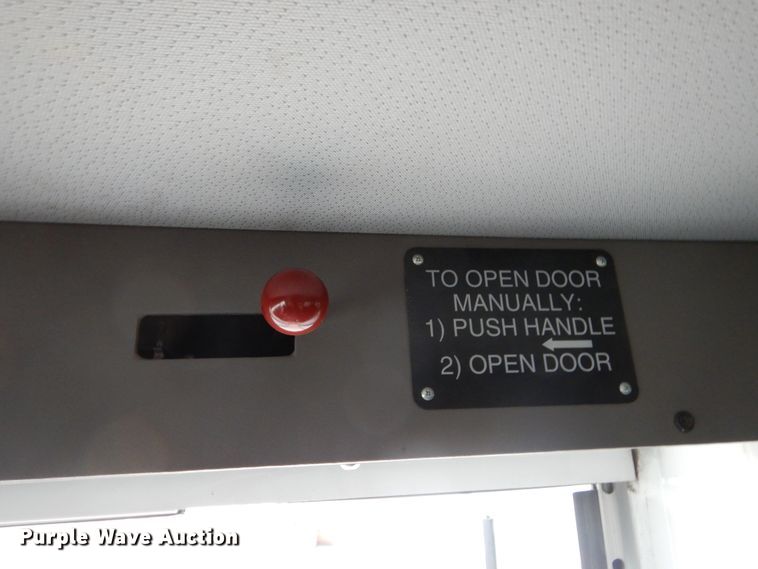 TO OPEN DOOR
MANUALLY:
1) PUSH HANDLE
2) OPEN DOOR
Purple Wave Auction